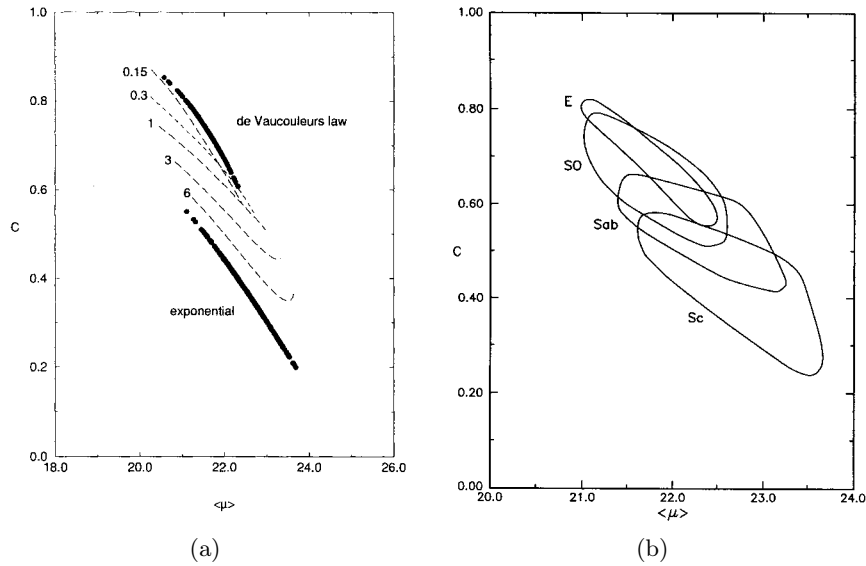 1.0
0.8
0.6
C
0.4
0.2
0.0
18.0 20.0 22.0 24.0 26.0
<μ>
0.15
0.3
1
3
6
de Vaucouleurs law
exponential
(a)
1.00
0.80
0.60
C
0.40
0.20
0.00
20.0 21.0 22.0 23.0 24.0
<μ>
E
SO
Sab
Sc
(b)